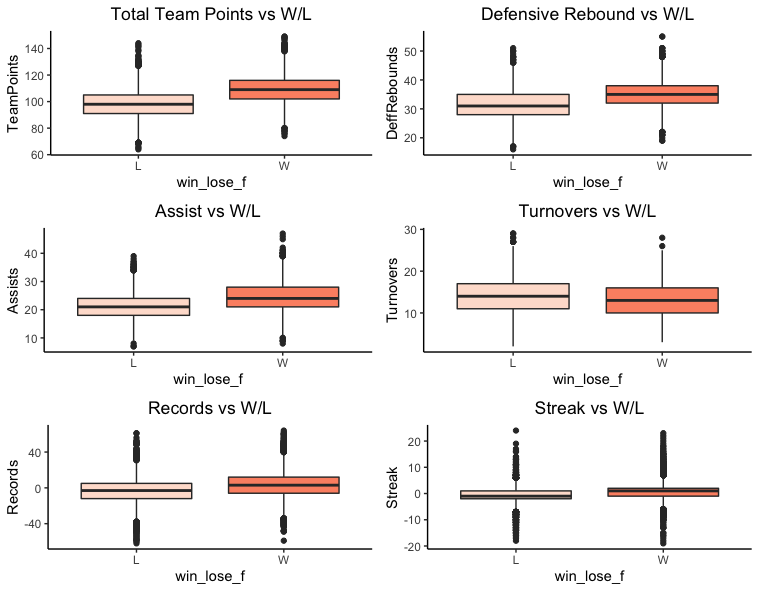 Total Team Points vs W/L
TeamPoints
140
120
100
80
60
L
W
win_lose_f
Defensive Rebound vs W/L
DeffRebounds
50
40
30
20
L
W
win_lose_f
Assist vs W/L
Assists
40
30
20
10
L
W
win_lose_f
Turnovers vs W/L
Turnovers
30
20
10
L
W
win_lose_f
Records vs W/L
Records
40
0
-40
L
W
win_lose_f
Streak vs W/L
Streak
20
10
0
-10
-20
L
W
win_lose_f